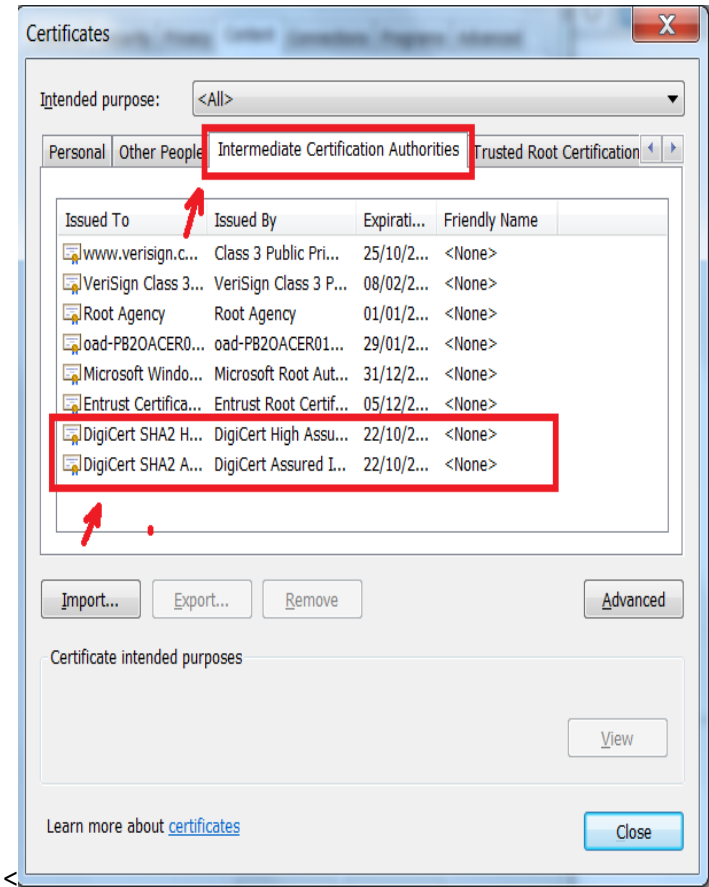 Certificates
X
Intended purpose: <All>
Personal Other People Intermediate Certification Authorities Trusted Root Certification
Issued To Issued By Expirati... Friendly Name
www.verisign.c... Class 3 Public Pri... 25/10/2... <None>
VeriSign Class 3... VeriSign Class 3 P... 08/02/2... <None>
Root Agency Root Agency 01/01/2... <None>
oad-PB2OACER0... oad-PB2OACER01... 29/01/2... <None>
Microsoft Windo... Microsoft Root Aut... 31/12/2... <None>
Entrust Certifica... Entrust Root Certif... 05/12/2... <None>
DigiCert SHA2 H... DigiCert High Assu... 22/10/2... <None>
DigiCert SHA2 A... DigiCert Assured I... 22/10/2... <None>
Import... Export... Remove Advanced
Certificate intended purposes
View
Learn more about certificates
Close
<